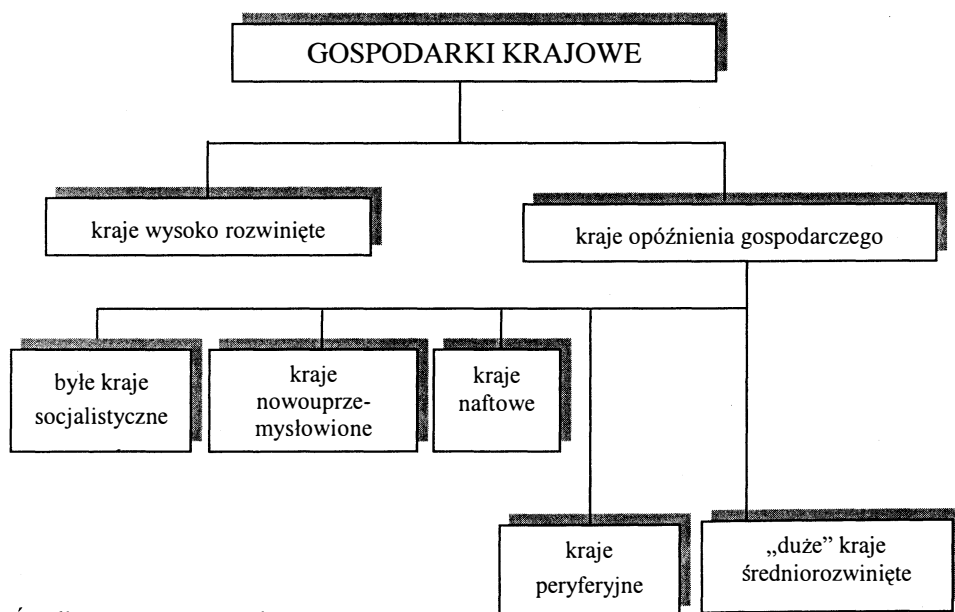 GOSPODARKI KRAJOWE
kraje wysoko rozwinięte
kraje opóźnienia gospodarczego
byłe kraje
socjalistyczne
kraje
nowouprze-
mysłowione
kraje
naftowe
kraje
peryferyjne
„duże” kraje
średniorozwinięte